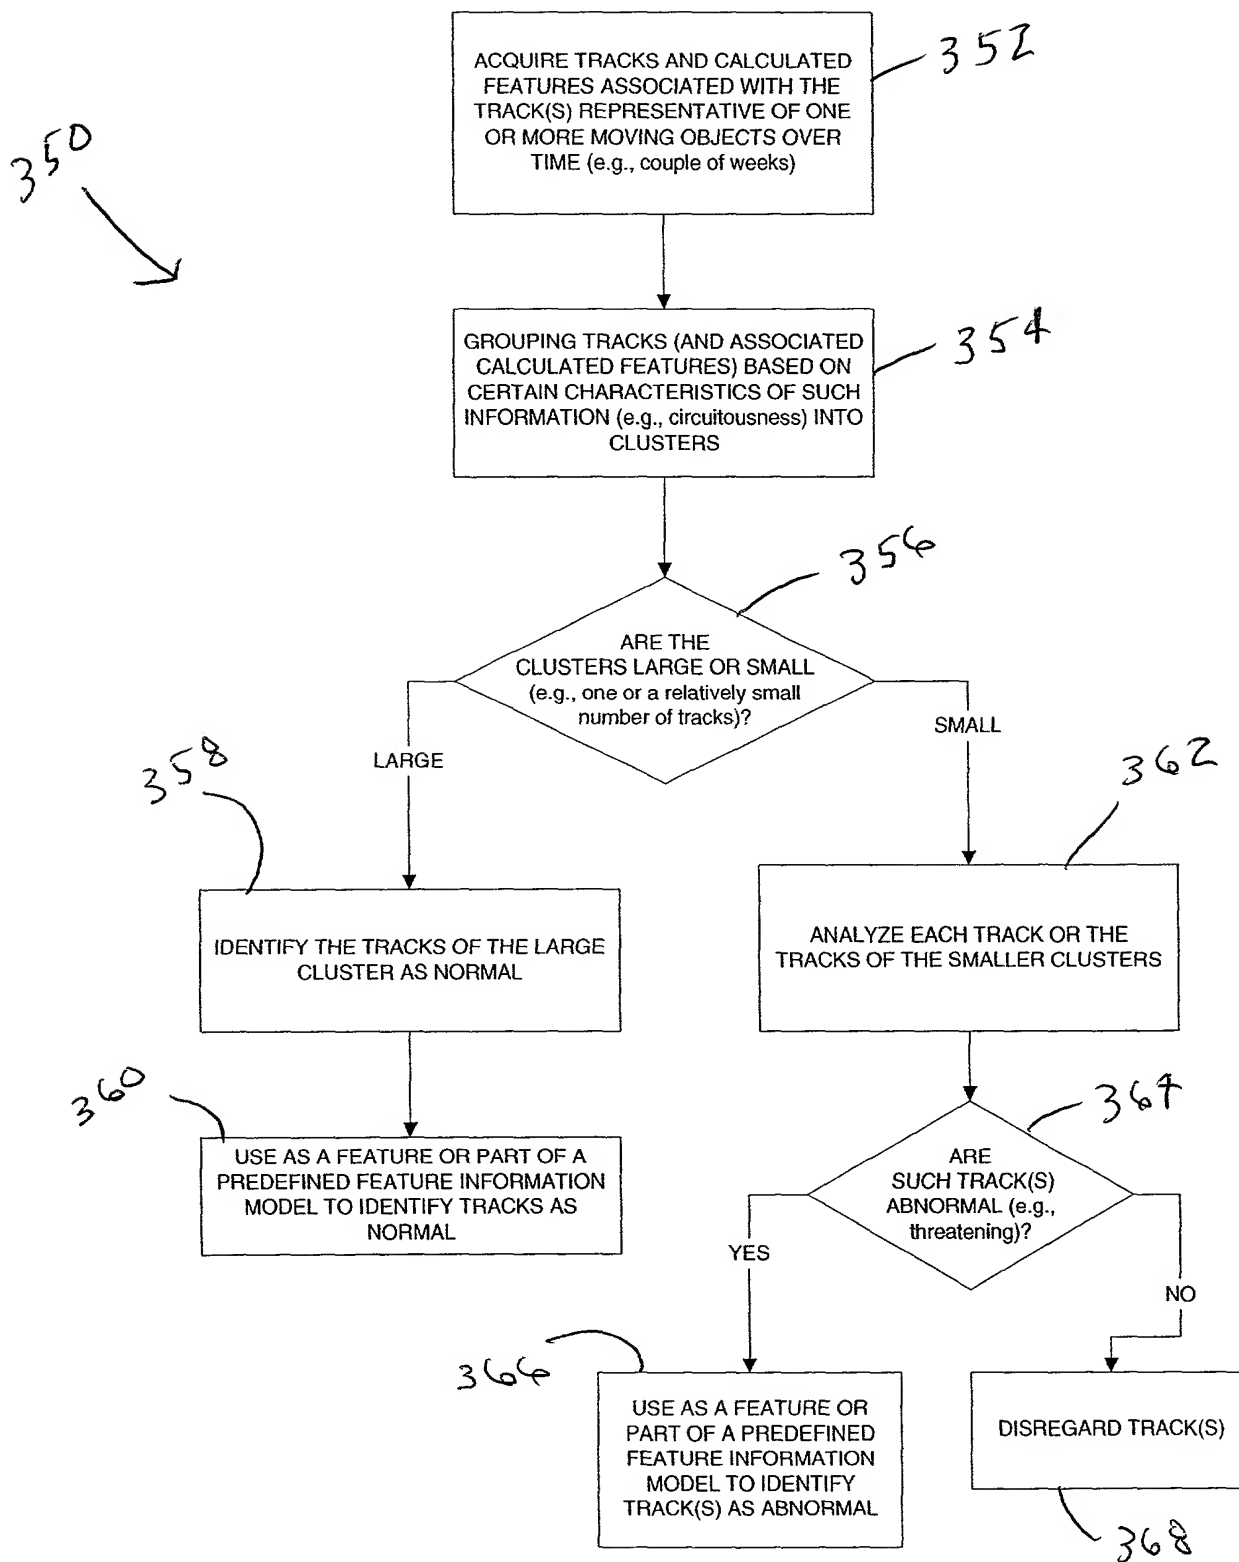 350
ACQUIRE TRACKS AND CALCULATED
FEATURES ASSOCIATED WITH THE
TRACK(S) REPRESENTATIVE OF ONE
OR MORE MOVING OBJECTS OVER
TIME (e.g., couple of weeks)
352
GROUPING TRACKS (AND ASSOCIATED
CALCULATED FEATURES) BASED ON
CERTAIN CHARACTERISTICS OF SUCH
INFORMATION (e.g., circuitousness) INTO
CLUSTERS
354
356
ARE THE
CLUSTERS LARGE OR SMALL
(e.g., one or a relatively small
number of tracks)?
LARGE
SMALL
358
IDENTIFY THE TRACKS OF THE LARGE
CLUSTER AS NORMAL
360
USE AS A FEATURE OR PART OF A
PREDEFINED FEATURE INFORMATION
MODEL TO IDENTIFY TRACKS AS
NORMAL
362
ANALYZE EACH TRACK OR THE
TRACKS OF THE SMALLER CLUSTERS
364
ARE
SUCH TRACK(S)
ABNORMAL (e.g.,
threatening)?
YES
NO
366
USE AS A FEATURE OR
PART OF A PREDEFINED
FEATURE INFORMATION
MODEL TO IDENTIFY
TRACK(S) AS ABNORMAL
DISREGARD TRACK(S)
368